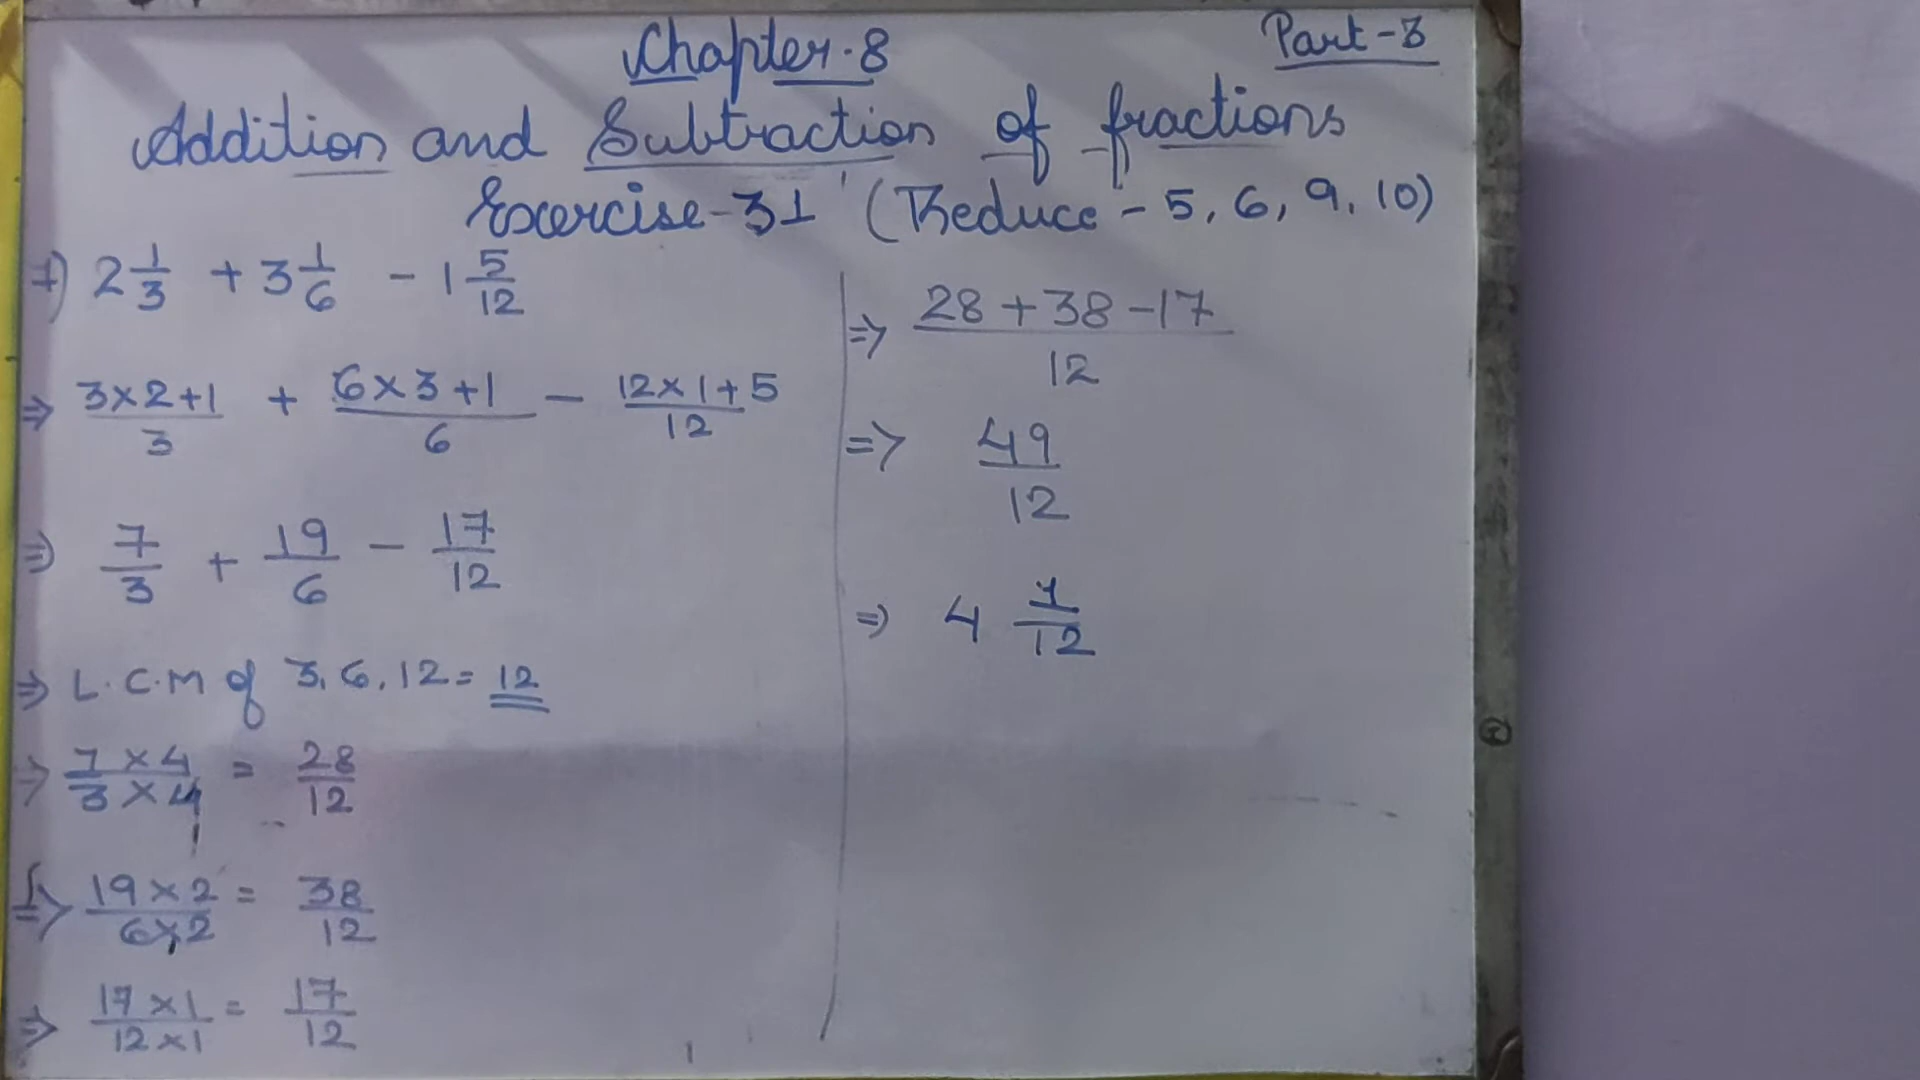 Chapter-8
Part-3
Addition and Subtraction of fractions
Exercise-31 (Reduce - 5, 6, 9, 10)
7) 2 1/3 + 3 1/6 - 1 5/12
⇒ 3×2+1/3 + 6×3+1/6 - 12×1+5/12
⇒ 7/3 + 19/6 - 17/12
⇒ L.C.M of 3, 6, 12 = 12
⇒ 7×4/3×4 = 28/12
⇒ 19×2/6×2 = 38/12
⇒ 17×1/12×1 = 17/12
⇒ 28+38-17/12
⇒ 49/12
⇒ 4 1/12